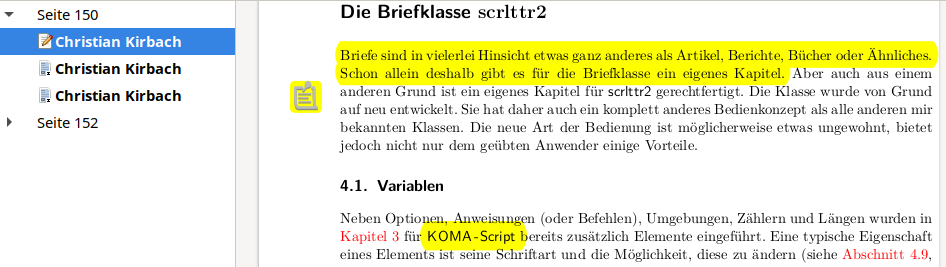 Seite 150
Christian Kirbach
Christian Kirbach
Christian Kirbach
Seite 152
Die Briefklasse scrlttr2
Briefe sind in vielerlei Hinsicht etwas ganz anderes als Artikel, Berichte, Bücher oder Ähnliches.
Schon allein deshalb gibt es für die Briefklasse ein eigenes Kapitel. Aber auch aus einem
anderen Grund ist ein eigenes Kapitel für scrlttr2 gerechtfertigt. Die Klasse wurde von Grund
auf neu entwickelt. Sie hat daher auch ein komplett anderes Bedienkonzept als alle anderen mir
bekannten Klassen. Die neue Art der Bedienung ist möglicherweise etwas ungewohnt, bietet
jedoch nicht nur dem geübten Anwender einige Vorteile.
4.1. Variablen
Neben Optionen, Anweisungen (oder Befehlen), Umgebungen, Zählern und Längen wurden in
Kapitel 3 für KOMA-Script bereits zusätzlich Elemente eingeführt. Eine typische Eigenschaft
eines Elements ist seine Schriftart und die Möglichkeit, diese zu ändern (siehe Abschnitt 4.9,